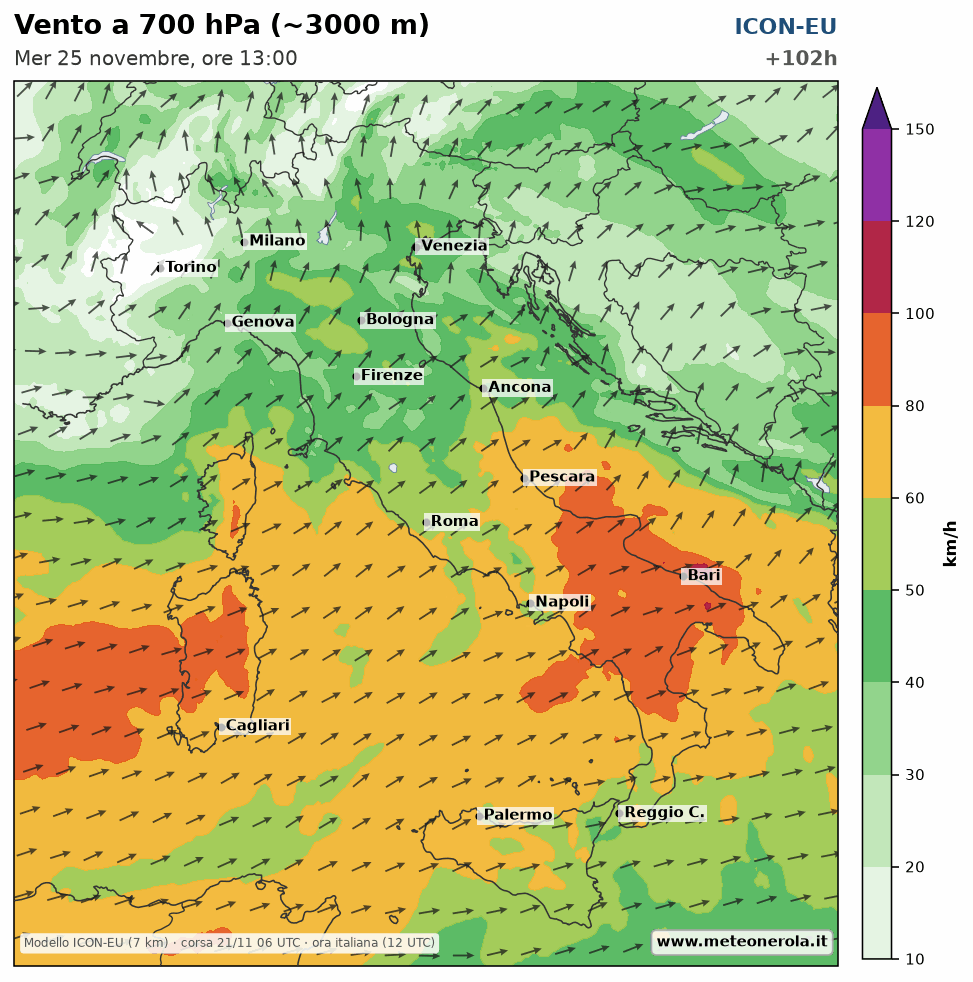 Vento a 700 hPa (~3000 m)
ICON-EU
Mer 25 novembre, ore 13:00
+102h
150
120
100
80
60
50
40
30
20
10
km/h
Milano
Venezia
Torino
Genova
Bologna
Firenze
Ancona
Pescara
Roma
Bari
Napoli
Cagliari
Palermo
Reggio C.
Modello ICON-EU (7 km) · corsa 21/11 06 UTC · ora italiana (12 UTC)
www.meteonerola.it